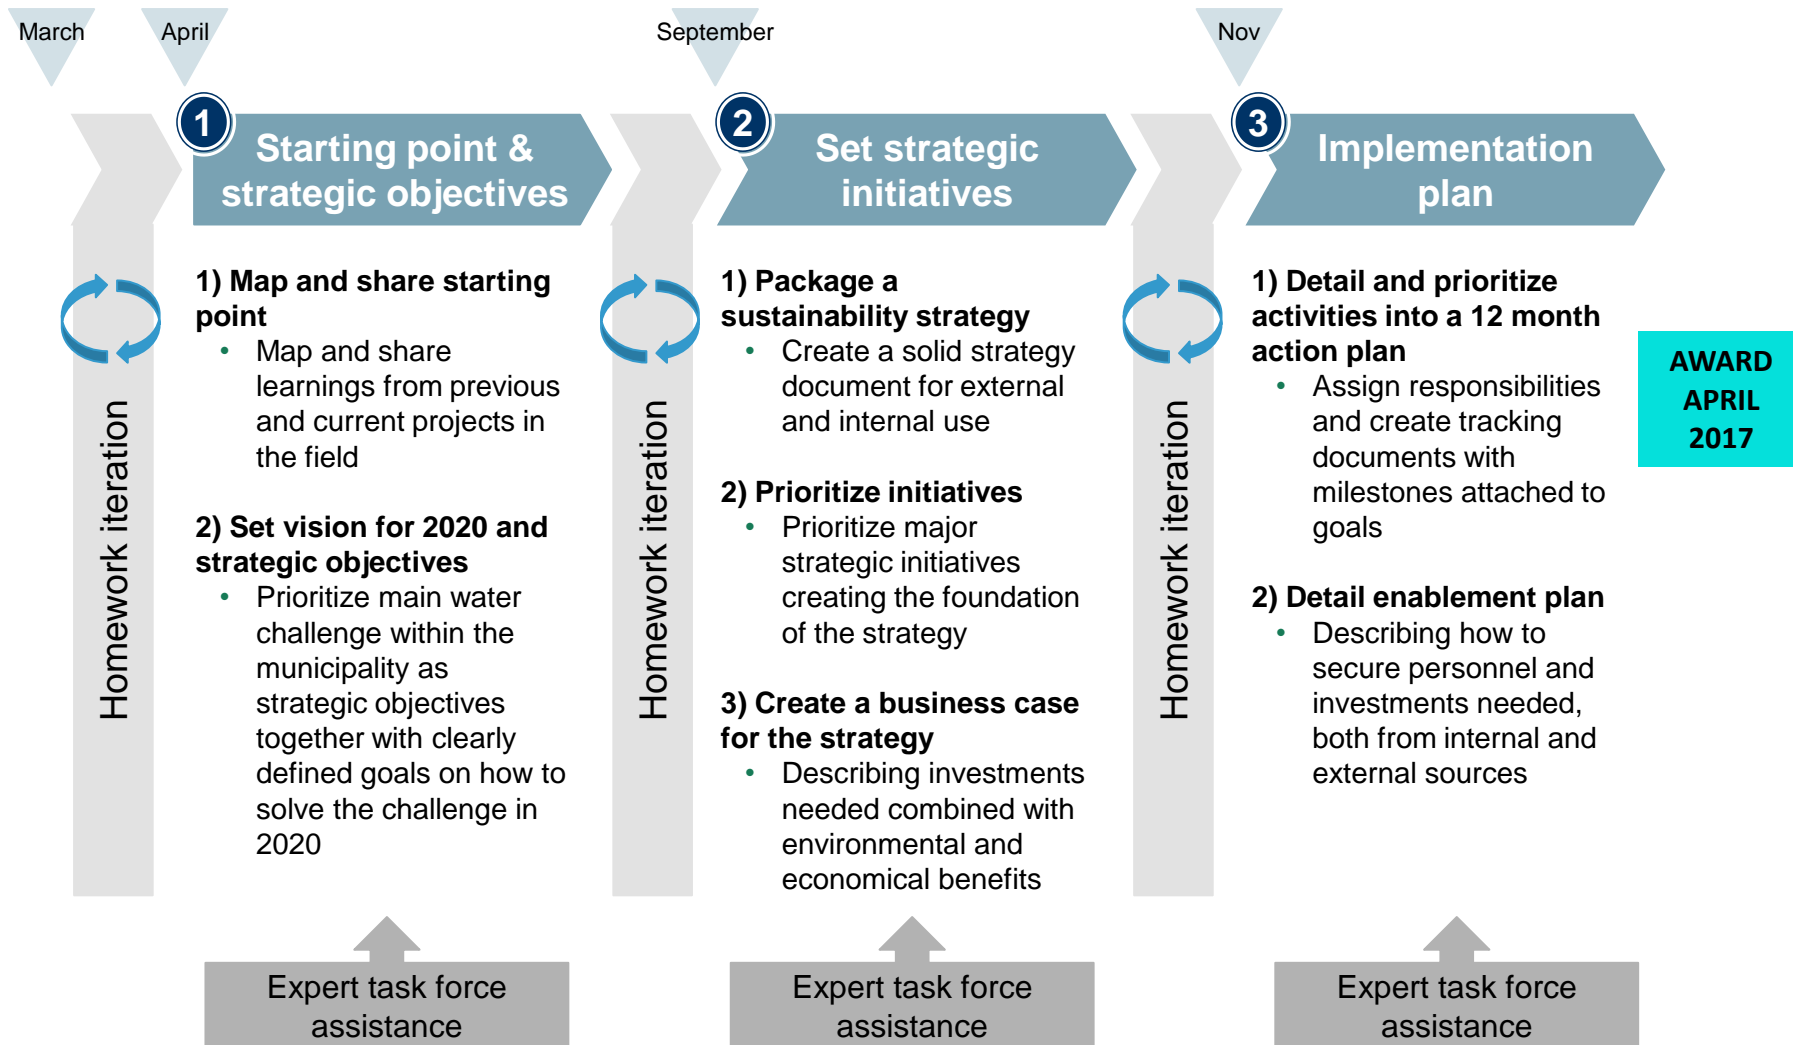 March
April
September
Nov
1
Starting point &
strategic objectives
2
Set strategic
initiatives
3
Implementation
plan
Homework iteration
1) Map and share starting
point
• Map and share
learnings from previous
and current projects in
the field
2) Set vision for 2020 and
strategic objectives
• Prioritize main water
challenge within the
municipality as
strategic objectives
together with clearly
defined goals on how to
solve the challenge in
2020
Homework iteration
1) Package a
sustainability strategy
• Create a solid strategy
document for external
and internal use
2) Prioritize initiatives
• Prioritize major
strategic initiatives
creating the foundation
of the strategy
3) Create a business case
for the strategy
• Describing investments
needed combined with
environmental and
economical benefits
Homework iteration
1) Detail and prioritize
activities into a 12 month
action plan
• Assign responsibilities
and create tracking
documents with
milestones attached to
goals
2) Detail enablement plan
• Describing how to
secure personnel and
investments needed,
both from internal and
external sources
AWARD
APRIL
2017
Expert task force
assistance
Expert task force
assistance
Expert task force
assistance